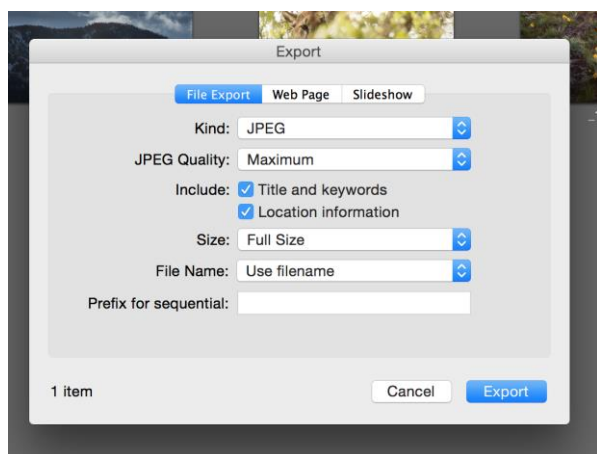 Export
File Export Web Page Slideshow
Kind: JPEG
JPEG Quality: Maximum
Include: Title and keywords
Location information
Size: Full Size
File Name: Use filename
Prefix for sequential:
1 item Cancel Export